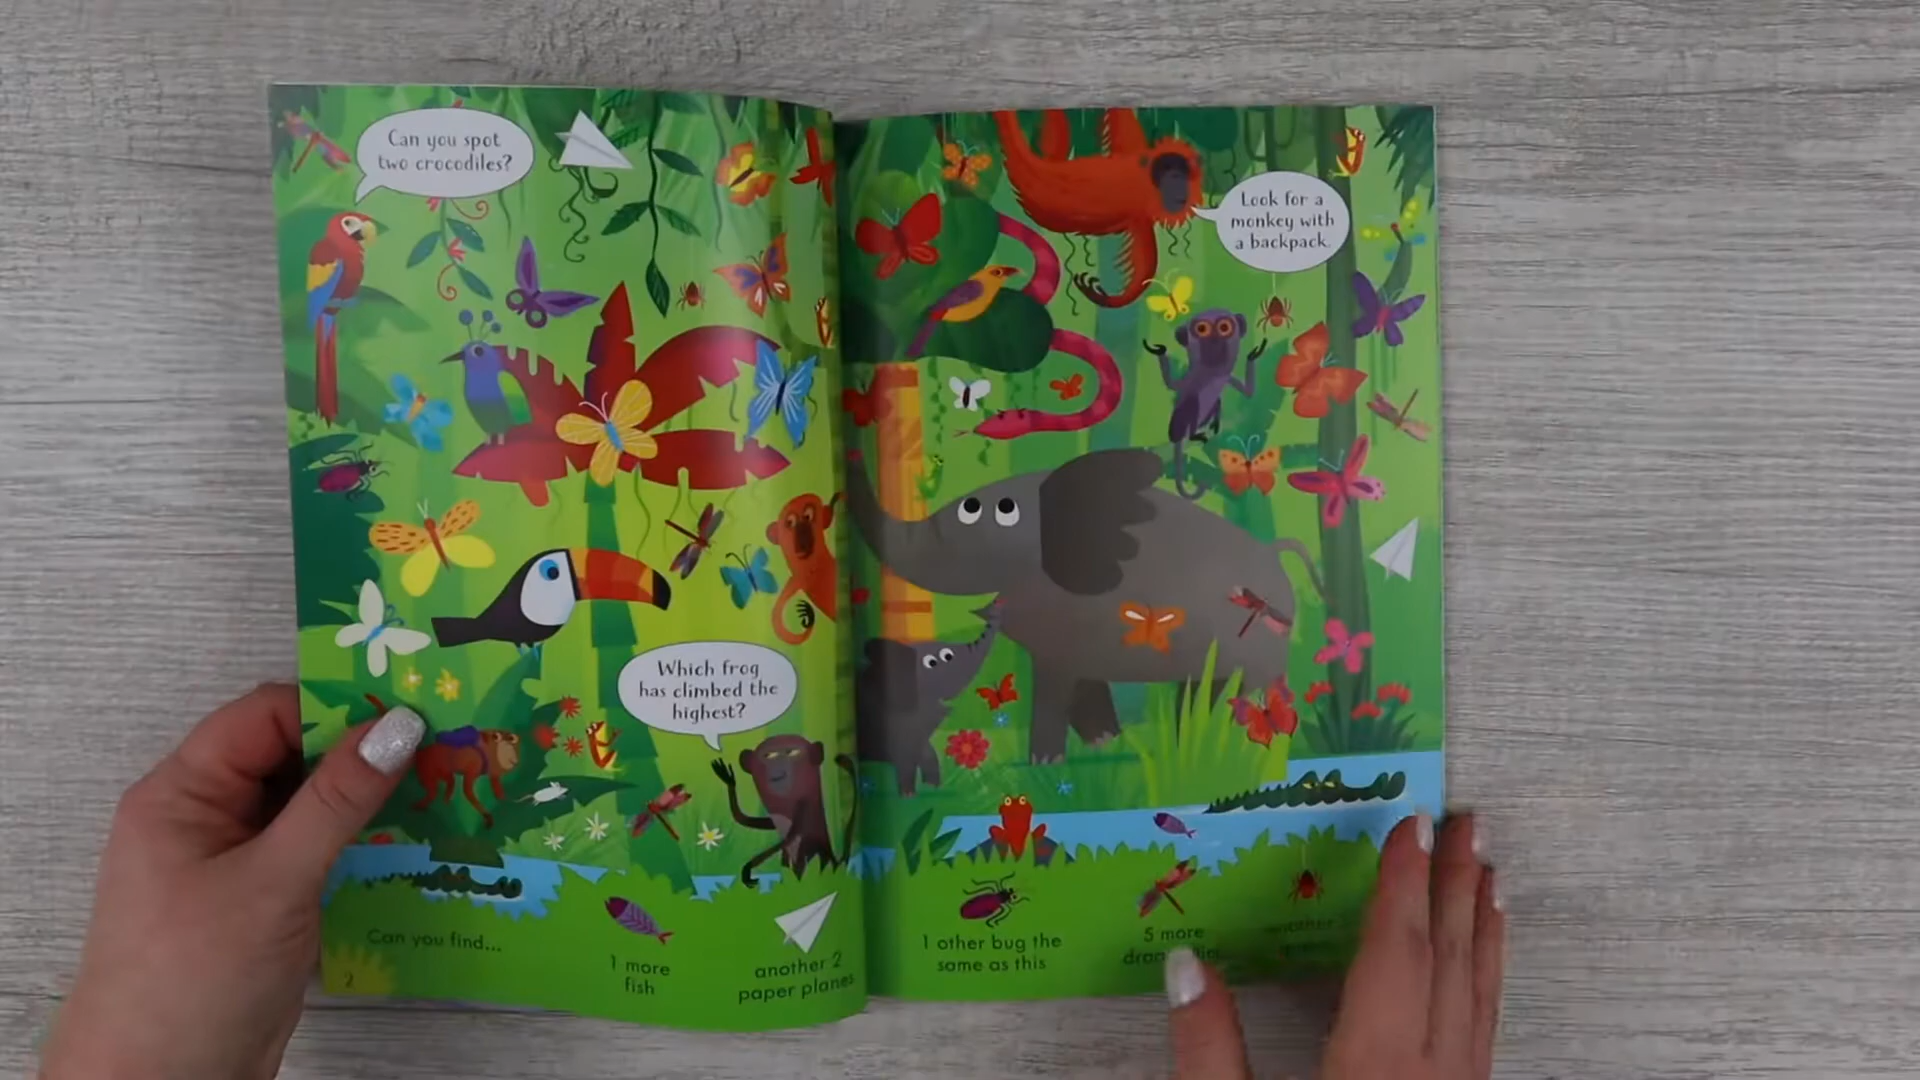 Can you spot
two crocodiles?
Look for a
monkey with
a backpack.
Which frog
has climbed the
highest?
Can you find...
1 more
fish
another 2
paper planes
1 other bug the
same as this
5 more
another
2